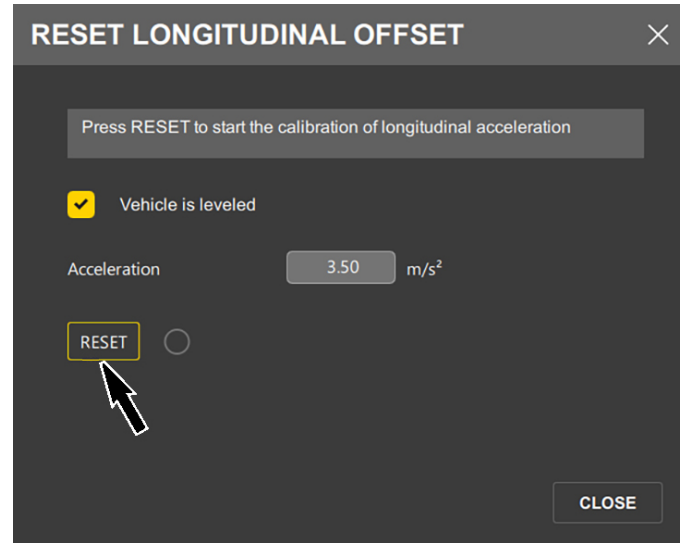 RESET LONGITUDINAL OFFSET
Press RESET to start the calibration of longitudinal acceleration
Vehicle is leveled
Acceleration 3.50 m/s²
RESET
CLOSE